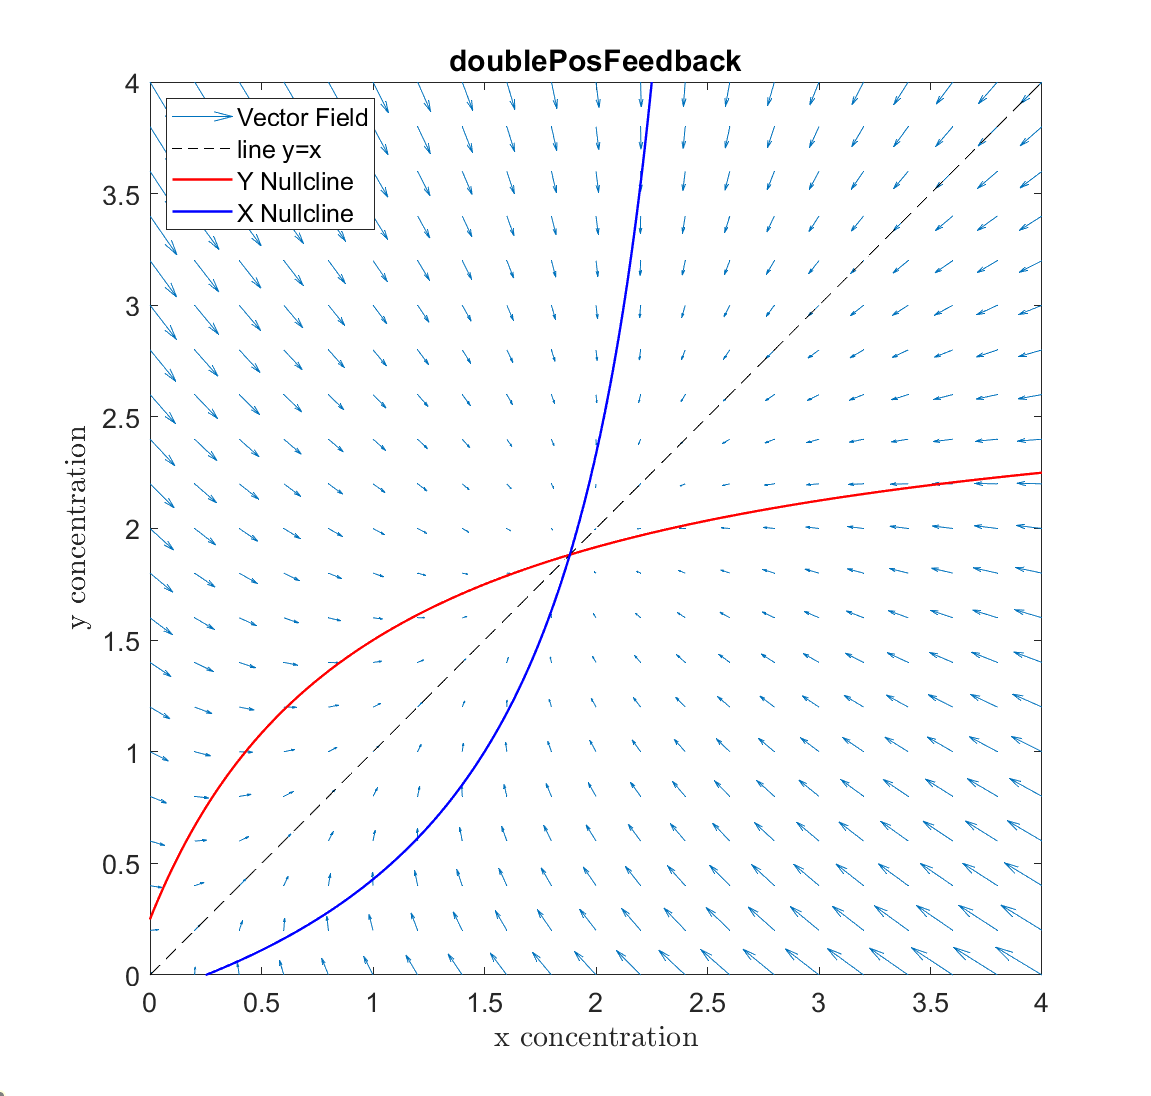 doublePosFeedback
Vector Field
line y=x
Y Nullcline
X Nullcline
4
3.5
3
2.5
2
1.5
1
0.5
0
y concentration
0 0.5 1 1.5 2 2.5 3 3.5 4
x concentration